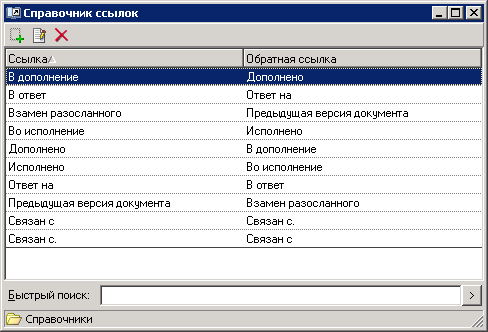 Справочник ссылок
Ссылка Обратная ссылка
В дополнение Дополнено
В ответ Ответ на
Взамен разосланного Предыдущая версия документа
Во исполнение Исполнено
Дополнено В дополнение
Исполнено Во исполнение
Ответ на В ответ
Предыдущая версия документа Взамен разосланного
Связан с Связан с.
Связан с. Связан с
Быстрый поиск:
Справочники